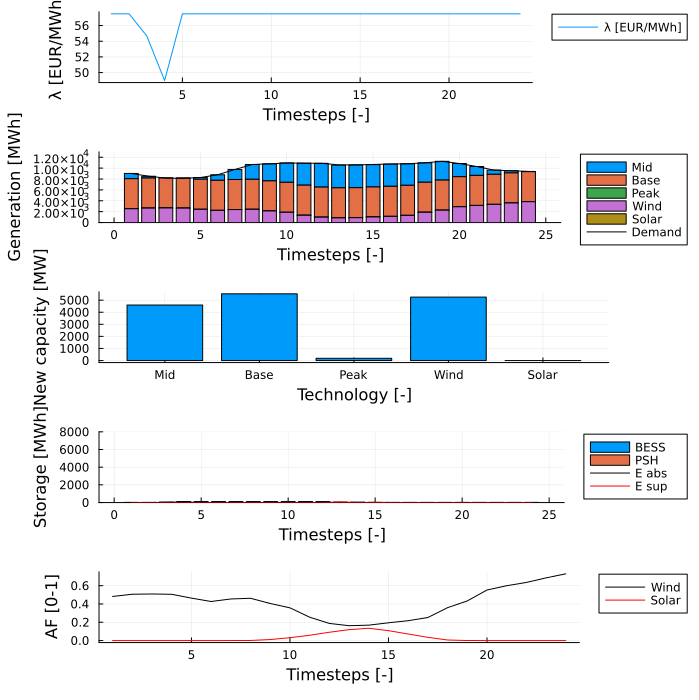 λ [EUR/MWh]
56
54
52
50
5
10
15
20
Timesteps [-]
λ [EUR/MWh]
Generation [MWh]
1.20×10⁴
1.00×10⁴
8.00×10³
6.00×10³
4.00×10³
2.00×10³
0
0
5
10
15
20
25
Timesteps [-]
Mid
Base
Peak
Wind
Solar
Demand
New capacity [MW]
5000
4000
3000
2000
1000
0
Mid
Base
Peak
Wind
Solar
Technology [-]
Storage [MWh]
8000
6000
4000
2000
0
0
5
10
15
20
25
Timesteps [-]
BESS
PSH
E abs
E sup
AF [0-1]
0.6
0.4
0.2
0.0
5
10
15
20
Timesteps [-]
Wind
Solar